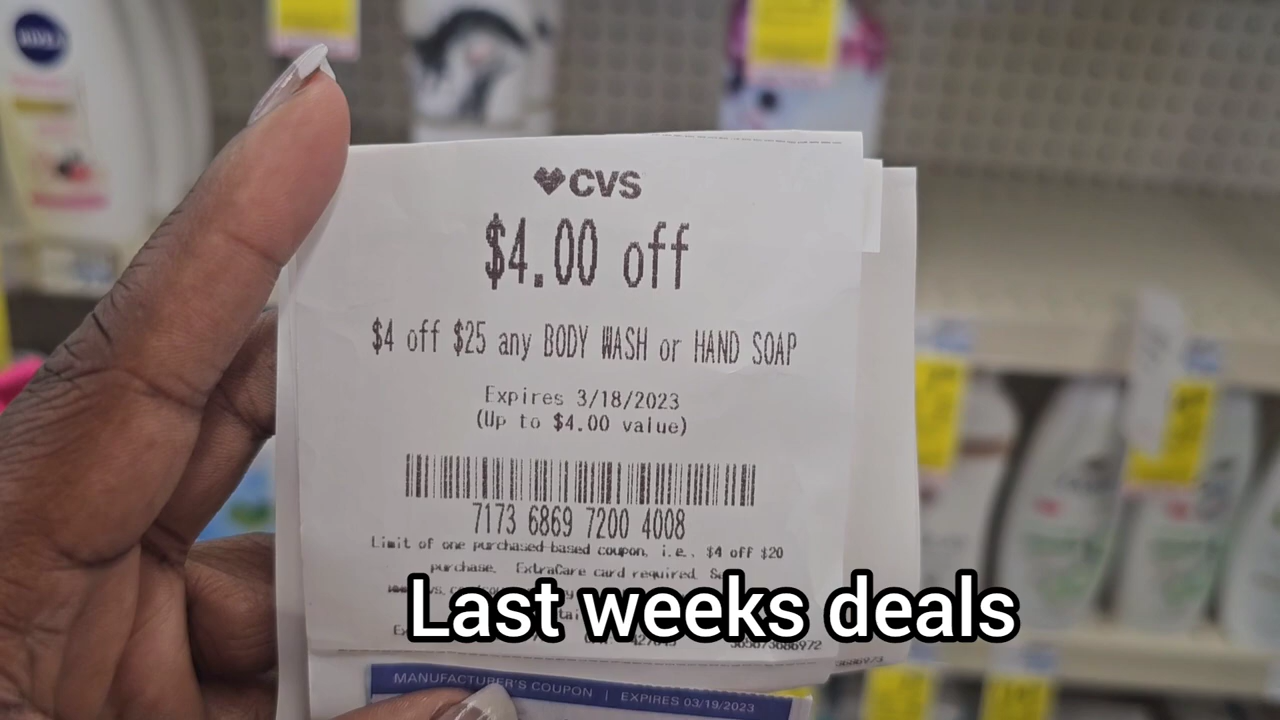 NIVEA
CVS
$4.00 off
$4 off $25 any BODY WASH or HAND SOAP
Expires 3/18/2023
(Up to $4.00 value)
7173 6869 7200 4008
Limit of one purchased-based coupon, i.e., $4 off $20
purchase. ExtraCare card required.
Last weeks deals
MANUFACTURER'S COUPON | EXPIRES 03/19/2023